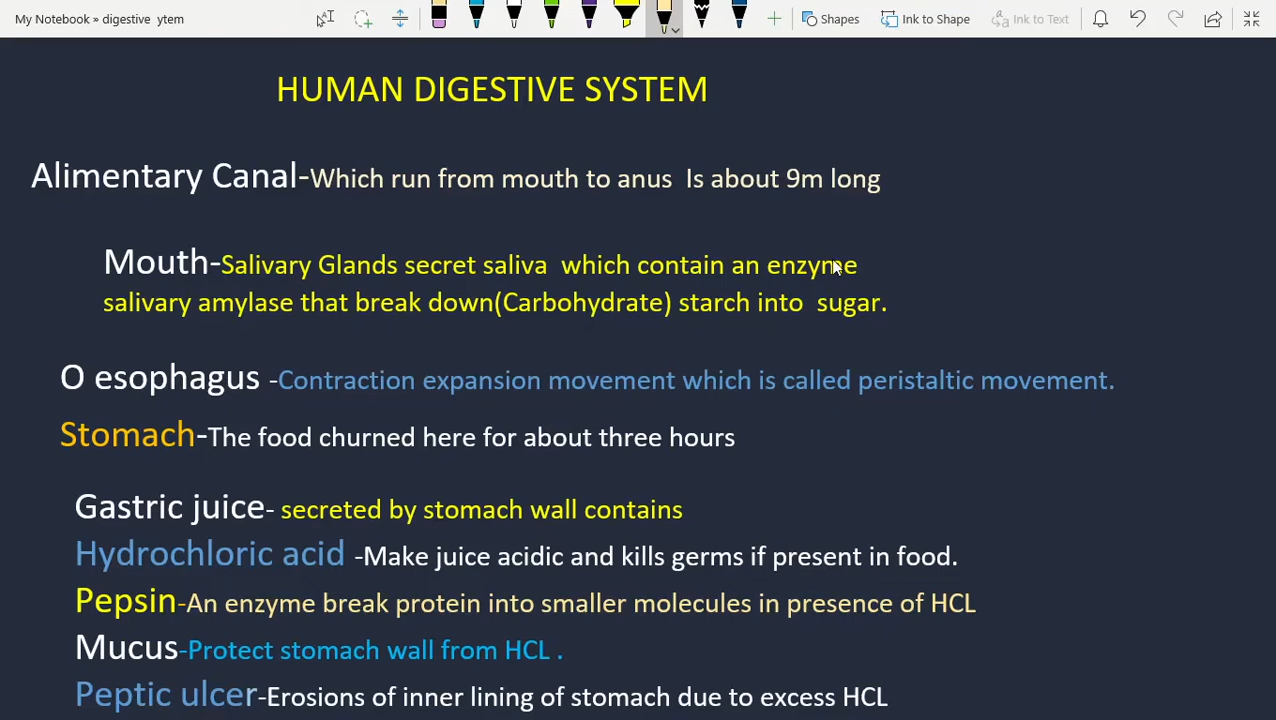 My Notebook » digestive ytem
Shapes
Ink to Shape
Ink to Text
HUMAN DIGESTIVE SYSTEM
Alimentary Canal-Which run from mouth to anus Is about 9m long
Mouth-Salivary Glands secret saliva which contain an enzyme
salivary amylase that break down(Carbohydrate) starch into sugar.
O esophagus -Contraction expansion movement which is called peristaltic movement.
Stomach-The food churned here for about three hours
Gastric juice- secreted by stomach wall contains
Hydrochloric acid -Make juice acidic and kills germs if present in food.
Pepsin-An enzyme break protein into smaller molecules in presence of HCL
Mucus-Protect stomach wall from HCL .
Peptic ulcer-Erosions of inner lining of stomach due to excess HCL